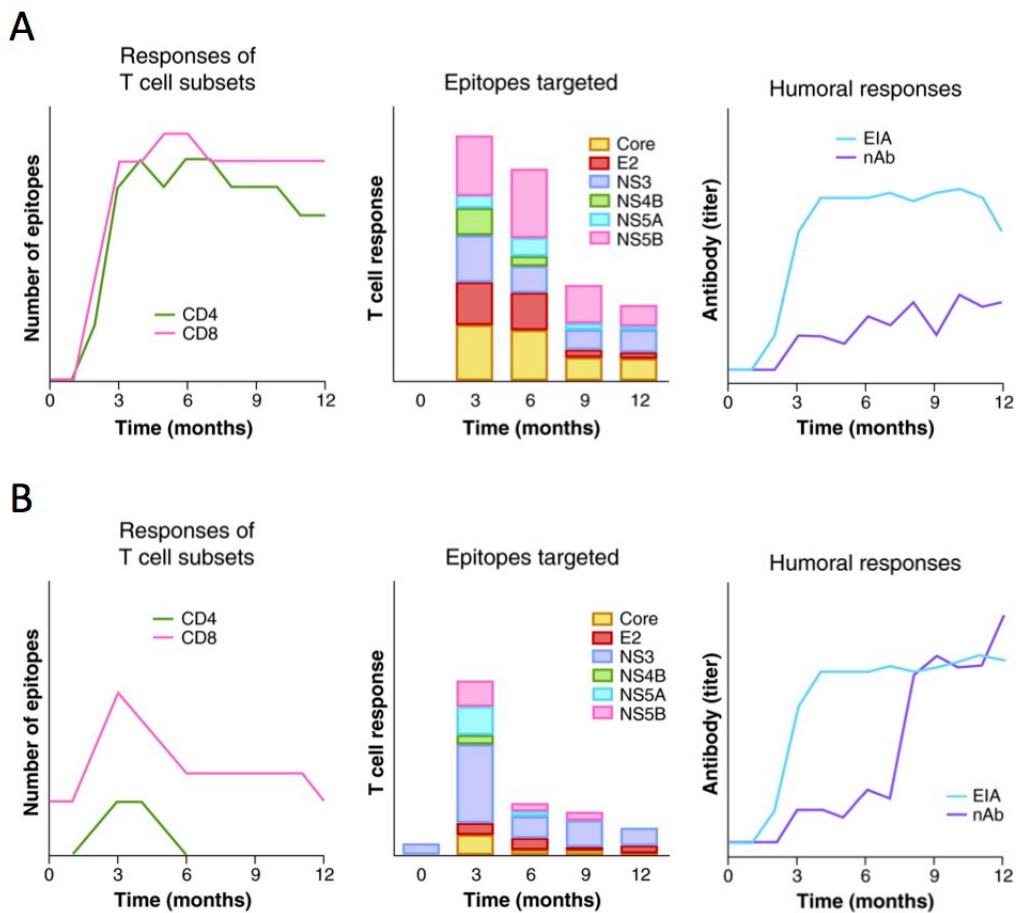 A
Responses of
T cell subsets
Number of epitopes
CD4
CD8
0 3 6 9 12
Time (months)
Epitopes targeted
T cell reponse
Core
E2
NS3
NS4B
NS5A
NS5B
0 3 6 9 12
Time (months)
Humoral responses
Antibody (titer)
EIA
nAb
0 3 6 9 12
Time (months)
B
Responses of
T cell subsets
Number of epitopes
CD4
CD8
0 3 6 9 12
Time (months)
Epitopes targeted
T cell response
Core
E2
NS3
NS4B
NS5A
NS5B
0 3 6 9 12
Time (months)
Humoral responses
Antibody (titer)
EIA
nAb
0 3 6 9 12
Time (months)